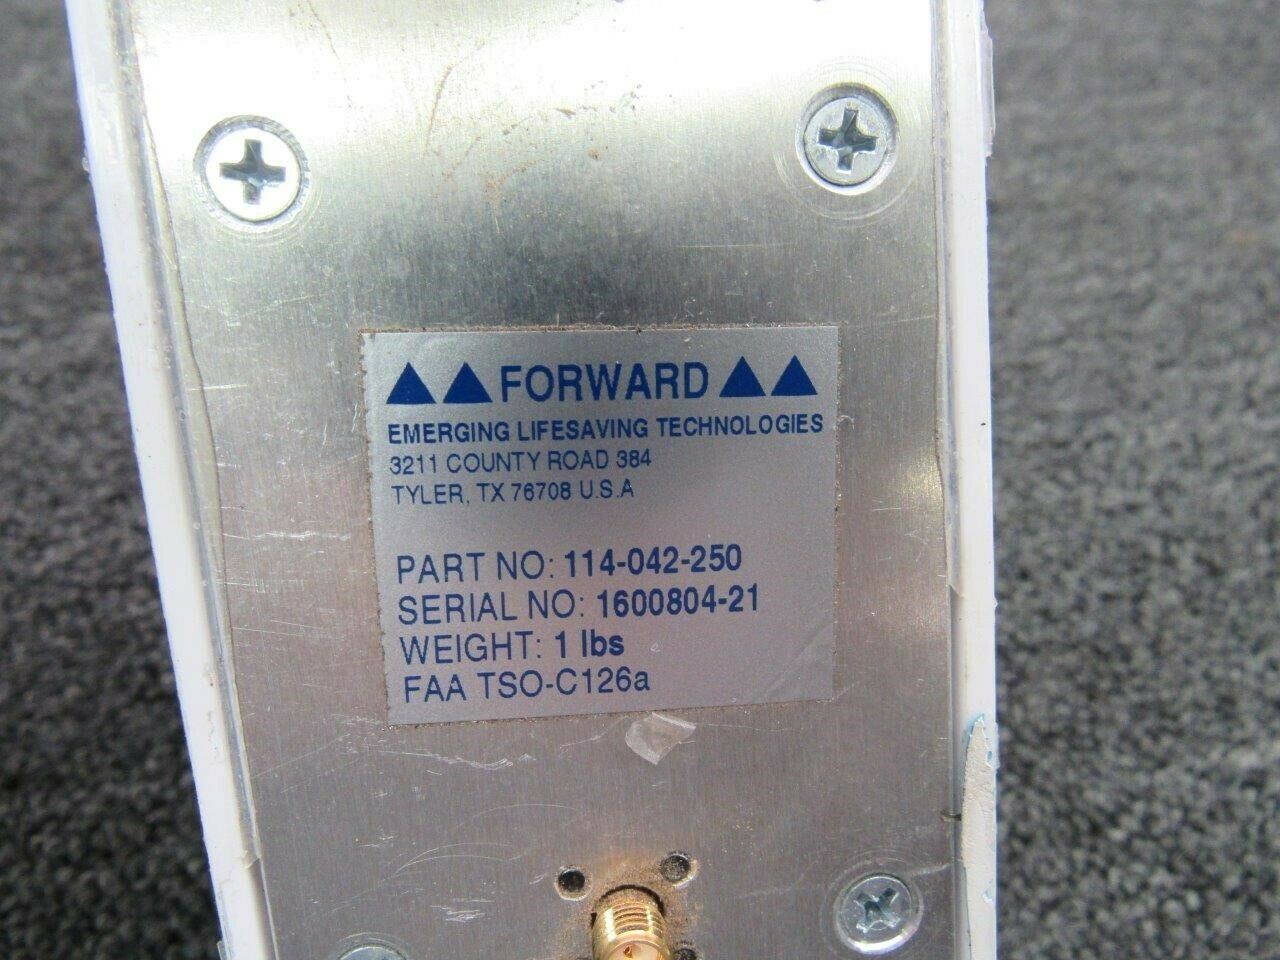 ▲▲ FORWARD ▲▲
EMERGING LIFESAVING TECHNOLOGIES
3211 COUNTY ROAD 384
TYLER, TX 76708 U.S.A
PART NO: 114-042-250
SERIAL NO: 1600804-21
WEIGHT: 1 lbs
FAA TSO-C126a